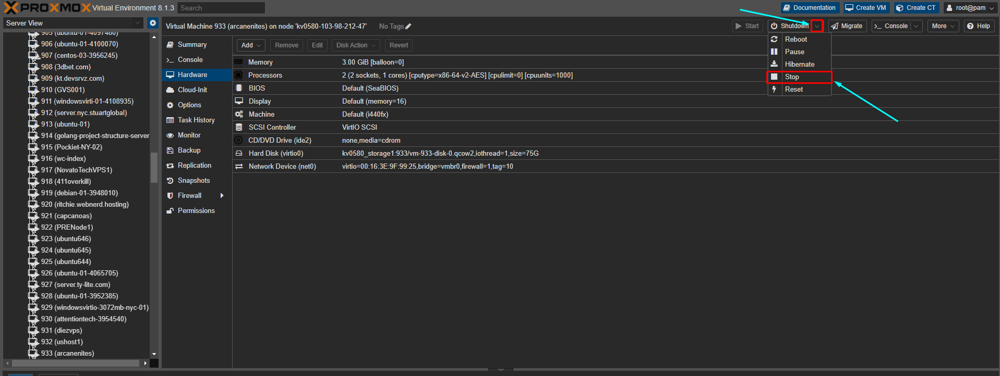 PROXMOX Virtual Environment 8.1.3 Search Documentation Create VM Create CT root@pam
Server View
905 (ubuntu-01-4097480)
906 (ubuntu-01-4100070)
907 (centos-03-3956245)
908 (3dbet.com)
909 (kt.devsrvz.com)
910 (GVS001)
911 (windowsvirti-01-4108935)
912 (server.nyc.stuartglobal)
913 (ubuntu-01)
914 (golang-project-structure-server
915 (Pockiet-NY-02)
916 (wc-index)
917 (NovatoTechVPS1)
918 (411overkill)
919 (debian-01-3948010)
920 (ritchie.webnerd.hosting)
921 (capcanoas)
922 (PRENode1)
923 (ubuntu646)
924 (ubuntu645)
925 (ubuntu644)
926 (ubuntu-01-4065705)
927 (server.ty-lite.com)
928 (ubuntu-01-3952385)
929 (windowsvirtio-3072mb-nyc-01)
930 (attentiontech-3954540)
931 (diezvps)
932 (ushost1)
933 (arcanenites)
Virtual Machine 933 (arcanenites) on node 'kv0580-103-98-212-47' No Tags Start Shutdown Migrate Console More Help
Reboot
Pause
Hibernate
Stop
Reset
Summary
Console
Hardware
Cloud-Init
Options
Task History
Monitor
Backup
Replication
Snapshots
Firewall
Permissions
Add Remove Edit Disk Action Revert
Memory 3.00 GiB [balloon=0]
Processors 2 (2 sockets, 1 cores) [cputype=x86-64-v2-AES] [cpulimit=0] [cpuunits=1000]
BIOS Default (SeaBIOS)
Display Default (memory=16)
Machine Default (i440fx)
SCSI Controller VirtIO SCSI
CD/DVD Drive (ide2) none,media=cdrom
Hard Disk (virtio0) kv0580_storage1:933/vm-933-disk-0.qcow2,iothread=1,size=75G
Network Device (net0) virtio=00:16:3E:9F:99:25,bridge=vmbr0,firewall=1,tag=10